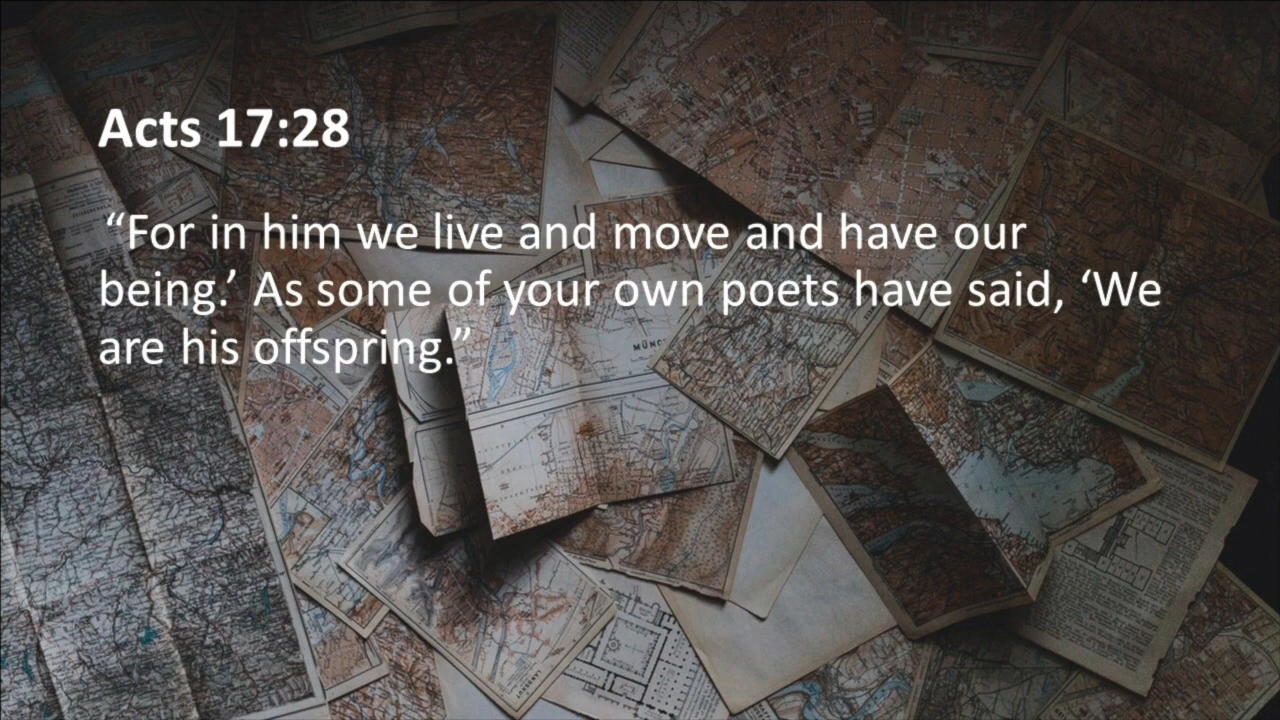 Acts 17:28
“For in him we live and move and have our
being.’ As some of your own poets have said, ‘We
are his offspring.”